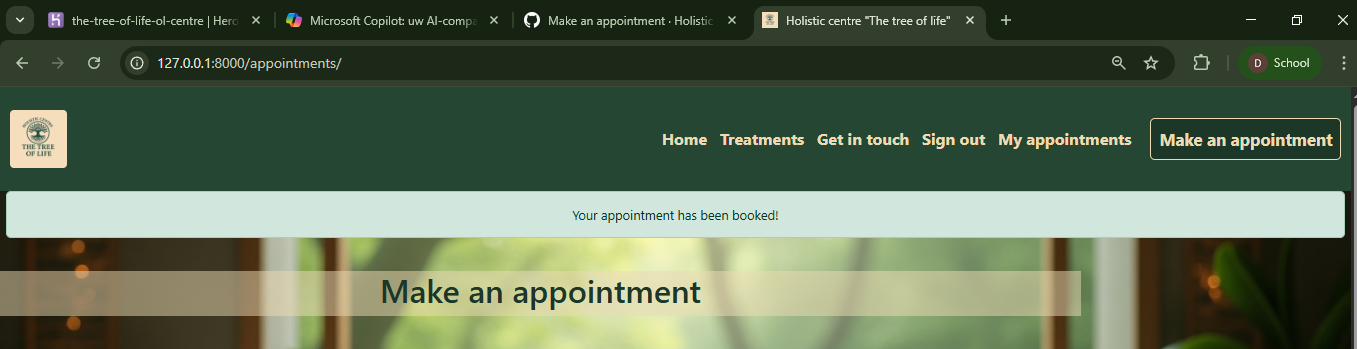 the-tree-of-life-ol-centre | Hero
Microsoft Copilot: uw AI-compa
Make an appointment · Holistic
Holistic centre "The tree of life"
127.0.0.1:8000/appointments/
D School
HOLISTIC CENTRE
THE TREE
OF LIFE
Home Treatments Get in touch Sign out My appointments Make an appointment
Your appointment has been booked!
Make an appointment